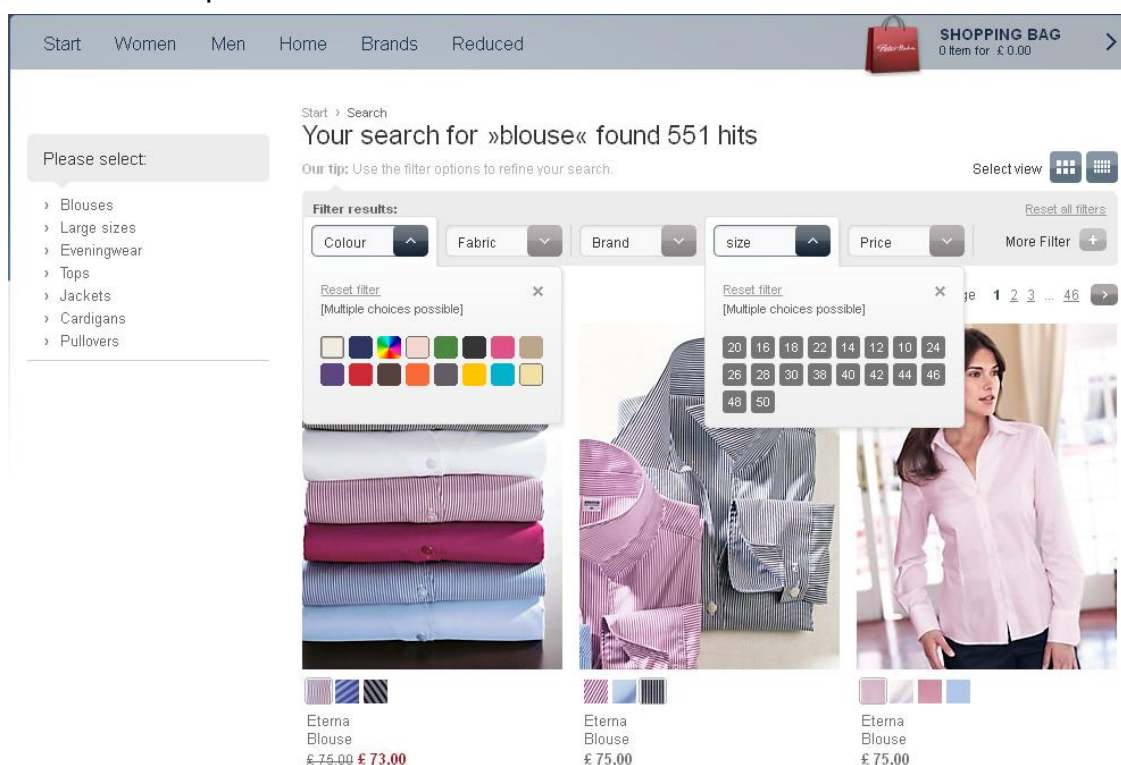 Start Women Men Home Brands Reduced
SHOPPING BAG
0 Item for £ 0.00
Start › Search
Your search for »blouse« found 551 hits
Our tip: Use the filter options to refine your search.
Select view
Please select:
› Blouses
› Large sizes
› Eveningwear
› Tops
› Jackets
› Cardigans
› Pullovers
Filter results:
Reset all filters
Colour Fabric Brand size Price More Filter +
Reset filter
[Multiple choices possible]
Reset filter
[Multiple choices possible]
20 16 18 22 14 12 10 24
26 28 30 38 40 42 44 46
48 50
1 2 3 ... 46
Eterna
Blouse
£ 75.00 £ 73.00
Eterna
Blouse
£ 75.00
Eterna
Blouse
£ 75.00